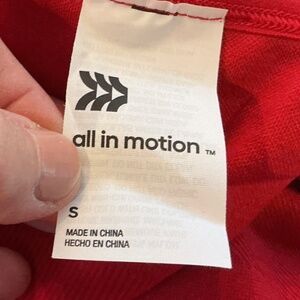 all in motion ™
S
MADE IN CHINA
HECHO EN CHINA